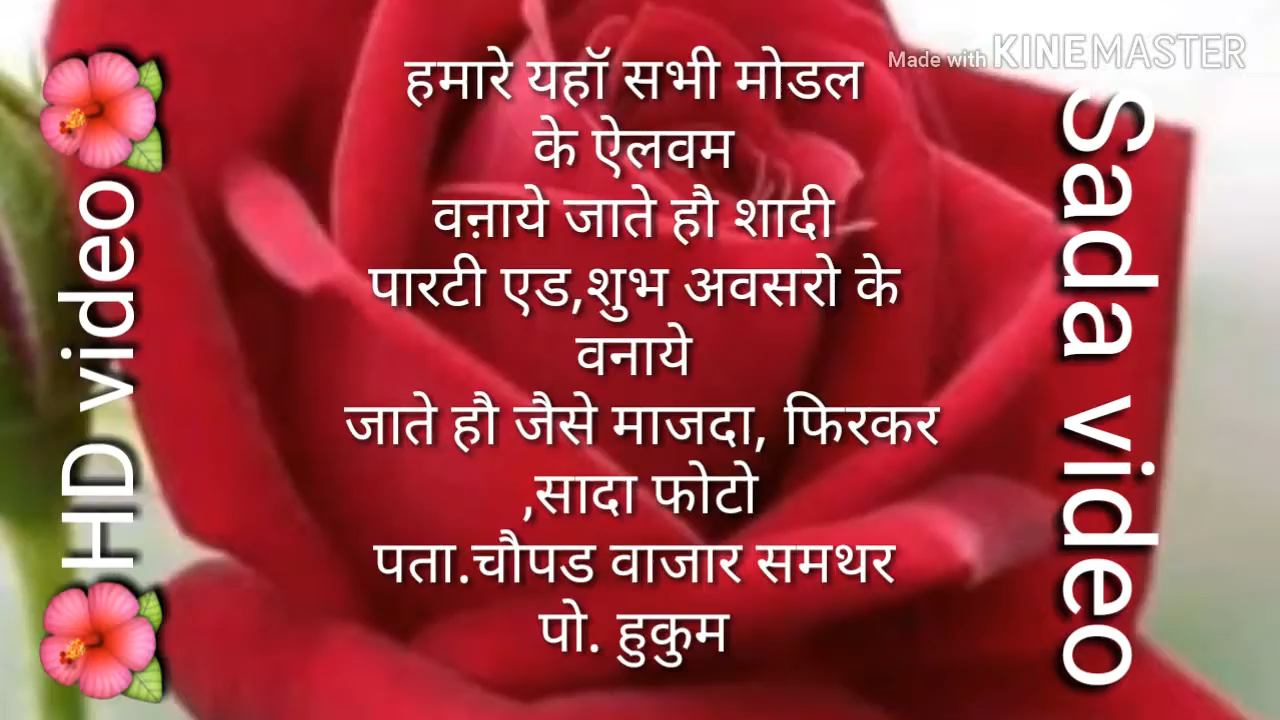 Made with KINEMASTER
हमारे यहॉ सभी मोडल
के ऐलवम
वऩाये जाते हौ शादी
पारटी एड,शुभ अवसरो के
वनाये
जाते हौ जैसे माजदा, फिरकर
,सादा फोटो
पता.चौपड वाजार समथर
पो. हुकुम
HD video
Sada video